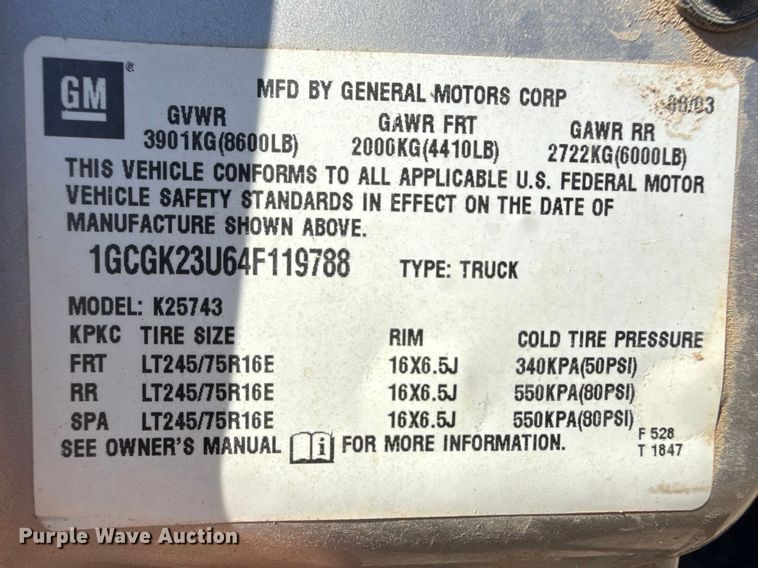 GM
MFD BY GENERAL MOTORS CORP
GVWR GAWR FRT GAWR RR
3901KG(8600LB) 2000KG(4410LB) 2722KG(6000LB)
THIS VEHICLE CONFORMS TO ALL APPLICABLE U.S. FEDERAL MOTOR
VEHICLE SAFETY STANDARDS IN EFFECT ON THE DATE OF
MANUFACTURE SHOWN ABOVE.
1GCGK23U64F119788 TYPE: TRUCK
MODEL: K25743
KPKC TIRE SIZE RIM COLD TIRE PRESSURE
FRT LT245/75R16E 16X6.5J 340KPA(50PSI)
RR LT245/75R16E 16X6.5J 550KPA(80PSI)
SPA LT245/75R16E 16X6.5J 550KPA(80PSI)
SEE OWNER'S MANUAL i FOR MORE INFORMATION.
F 528
T 1847
Purple Wave Auction